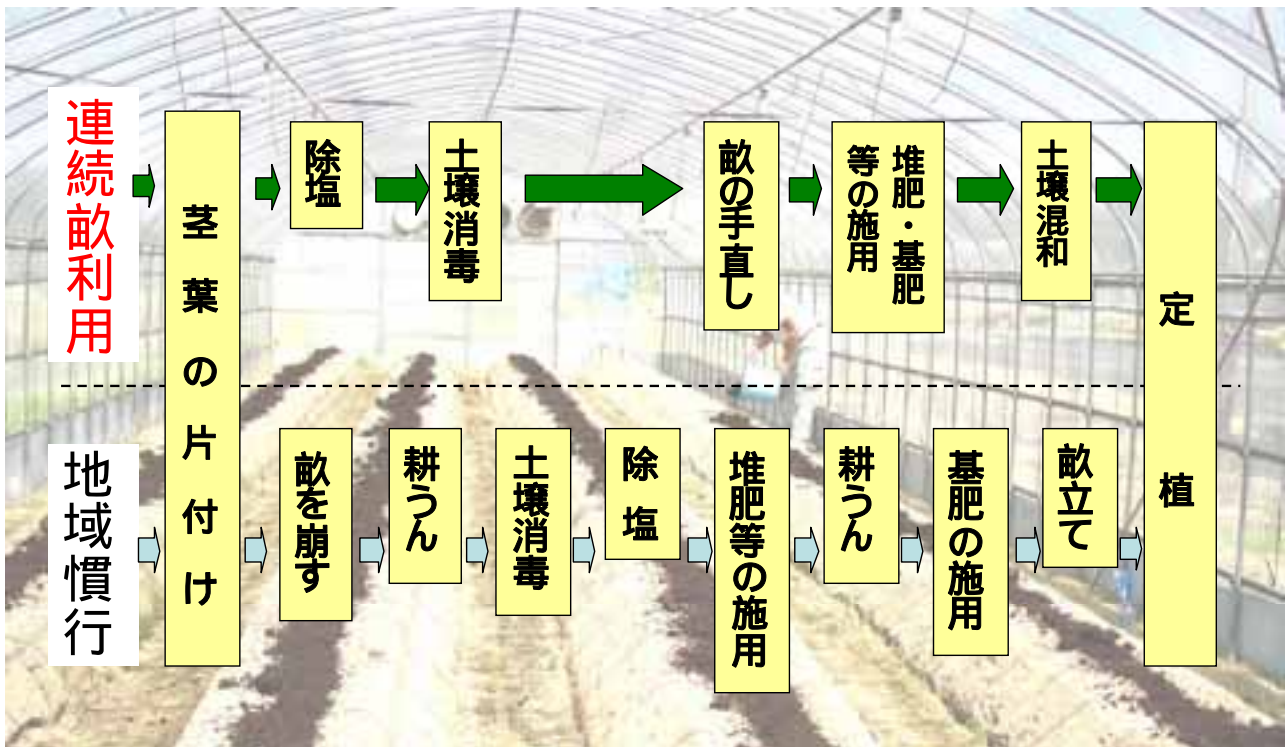 連続畝利用
茎葉の片付け
除塩
土壌消毒
畝の手直し
堆肥・基肥
等の施用
土壌混和
定植
地域慣行
畝を崩す
耕うん
土壌消毒
除塩
堆肥等の施用
耕うん
基肥の施用
畝立て